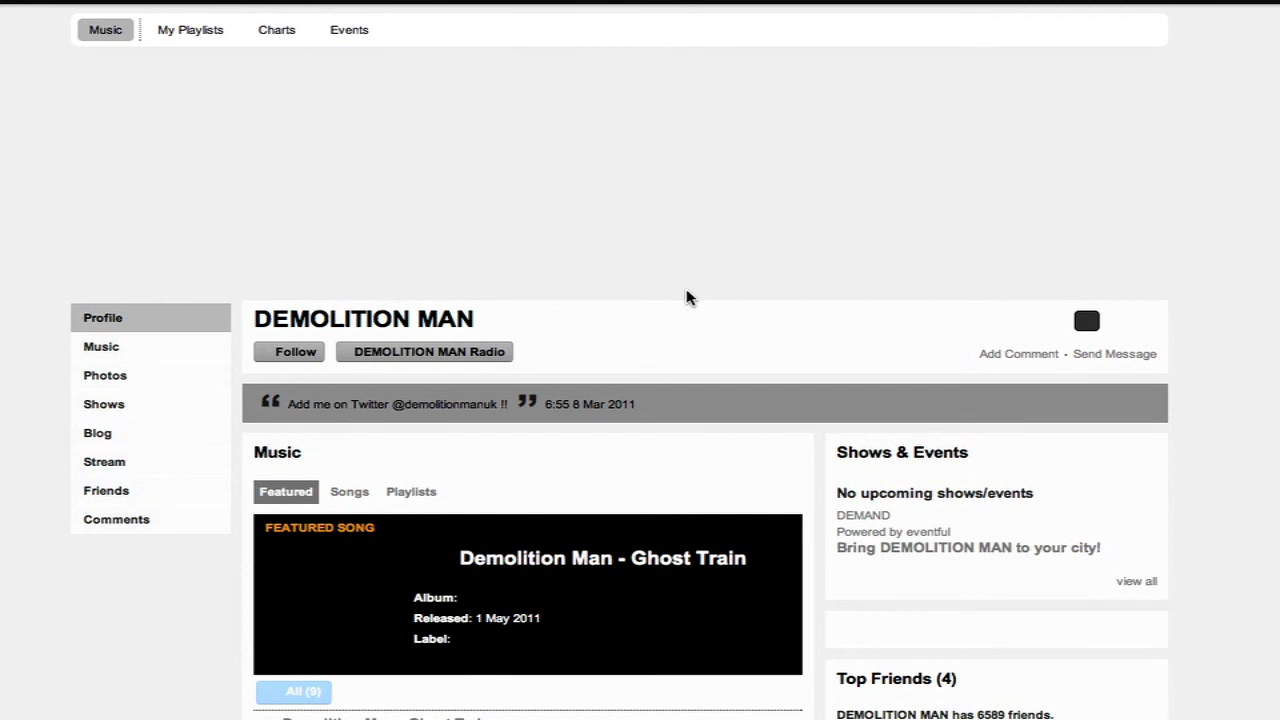 Music
My Playlists
Charts
Events
Profile
Music
Photos
Shows
Blog
Stream
Friends
Comments
DEMOLITION MAN
Follow
DEMOLITION MAN Radio
Add Comment · Send Message
“ Add me on Twitter @demolitionmanuk !! ” 6:55 8 Mar 2011
Music
Featured
Songs
Playlists
FEATURED SONG
Demolition Man - Ghost Train
Album:
Released: 1 May 2011
Label:
All (9)
Shows & Events
No upcoming shows/events
DEMAND
Powered by eventful
Bring DEMOLITION MAN to your city!
view all
Top Friends (4)
DEMOLITION MAN has 6589 friends.